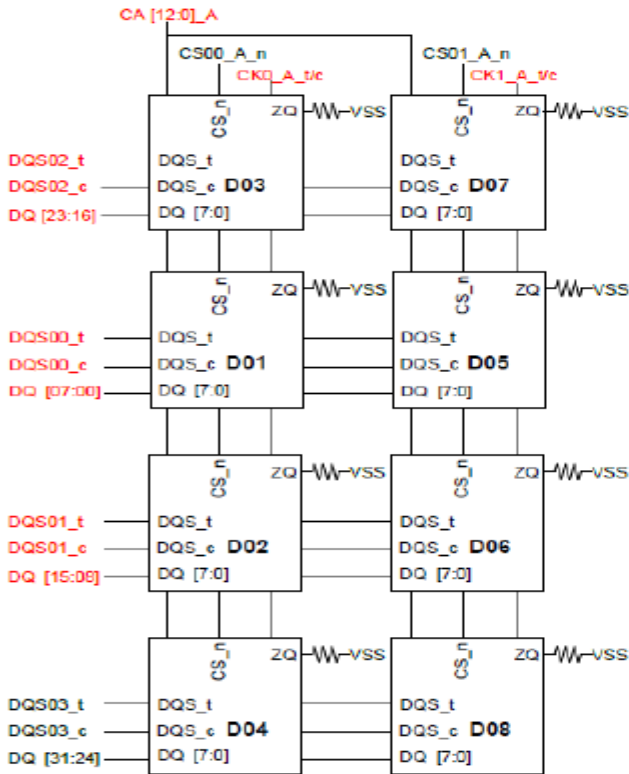 CA [12:0]_A
CS00_A_n CS01_A_n
CK0_A_t/c CK1_A_t/c
CS_n ZQ VSS CS_n ZQ VSS
DQS02_t DQS_t DQS_t
DQS02_c DQS_c D03 DQS_c D07
DQ [23:16] DQ [7:0] DQ [7:0]
CS_n ZQ VSS CS_n ZQ VSS
DQS00_t DQS_t DQS_t
DQS00_c DQS_c D01 DQS_c D05
DQ [07:00] DQ [7:0] DQ [7:0]
CS_n ZQ VSS CS_n ZQ VSS
DQS01_t DQS_t DQS_t
DQS01_c DQS_c D02 DQS_c D06
DQ [15:08] DQ [7:0] DQ [7:0]
CS_n ZQ VSS CS_n ZQ VSS
DQS03_t DQS_t DQS_t
DQS03_c DQS_c D04 DQS_c D08
DQ [31:24] DQ [7:0] DQ [7:0]